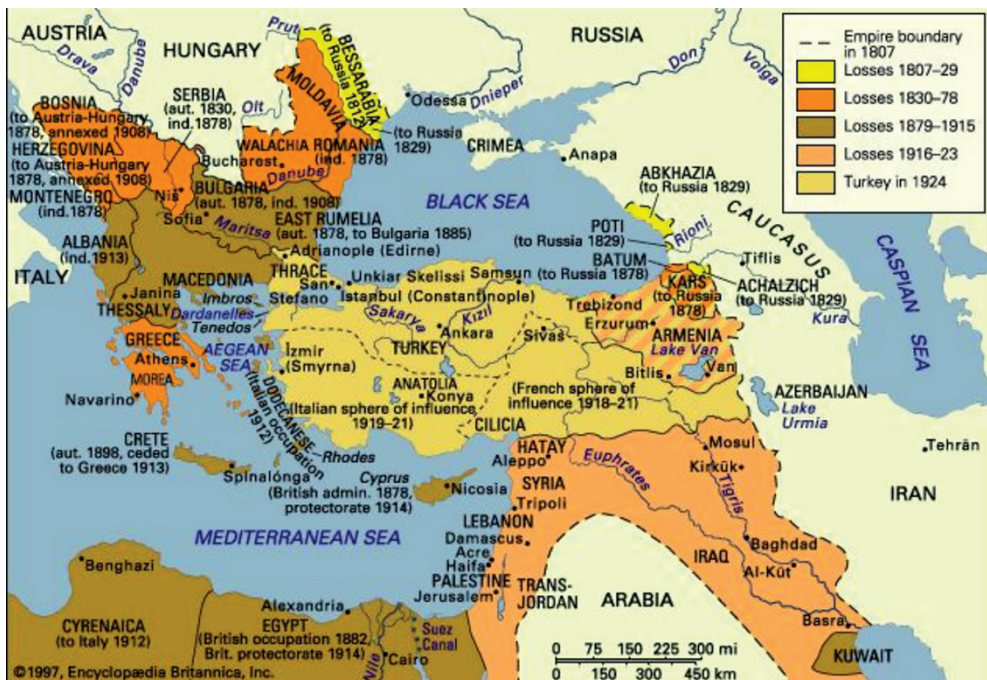 AUSTRIA
Drava
Danube
HUNGARY
Prut
BESSARABIA
(to Russia
1812)
MOLDAVIA
RUSSIA
Don
Volga
Odessa
Dnieper
(to Russia
1829)
CRIMEA
Anapa
BOSNIA
(to Austria-Hungary
1878, annexed 1908)
HERZEGOVINA
(to Austria-Hungary
1878, annexed 1908)
MONTENEGRO
(ind.1878)
SERBIA
(aut. 1830,
ind.1878)
Olt
WALACHIA
ROMANIA
(ind. 1878)
Bucharest
Danube
Niš
BULGARIA
(aut. 1878, ind. 1908)
Sofia
Maritsa
EAST RUMELIA
(aut. 1878, to Bulgaria 1885)
Adrianople (Edirne)
BLACK SEA
ABKHAZIA
(to Russia 1829)
CAUCASUS
POTI
(to Russia 1829)
Rioni
BATUM
(to Russia 1878)
Tiflis
KARS
(to Russia
1878)
ACHALZICH
(to Russia 1829)
Kura
CASPIAN SEA
ITALY
ALBANIA
(ind.1913)
MACEDONIA
Janina
THESSALY
THRACE
San
Stefano
Unkiar Skelissi
Istanbul (Constantinople)
Samsun
Trebizond
Erzurum
Imbros
Dardanelles
Tenedos
Sakarya
Kizil
Ankara
Sivas
TURKEY
ARMENIA
Lake Van
Van
Bitlis
GREECE
Athens
MOREA
Navarino
AEGEAN
SEA
İzmir
(Smyrna)
ANATOLIA
Konya
(Italian sphere of influence
1919–21)
(French sphere of
influence 1918–21)
CILICIA
DODECANESE
(Italian occupation
1912)
Rhodes
AZERBAIJAN
Lake
Urmia
Tehrān
IRAN
CRETE
(aut. 1898, ceded
to Greece 1913)
Spinalónga
Cyprus
(British admin. 1878,
protectorate 1914)
Nicosia
HATAY
Aleppo
SYRIA
Tripoli
LEBANON
Damascus
Acre
Haifa
PALESTINE
Jerusalem
TRANS-
JORDAN
Euphrates
Mosul
Kirkūk
Tigris
Baghdad
IRAQ
Al-Kūt
Basra
KUWAIT
ARABIA
MEDITERRANEAN SEA
Benghazi
CYRENAICA
(to Italy 1912)
Alexandria
EGYPT
(British occupation 1882,
Brit. protectorate 1914)
Suez
Canal
Nile
Cairo
0 75 150 225 300 mi
0 150 300 450 km
©1997, Encyclopædia Britannica, Inc.
Empire boundary
in 1807
Losses 1807–29
Losses 1830–78
Losses 1879–1915
Losses 1916–23
Turkey in 1924